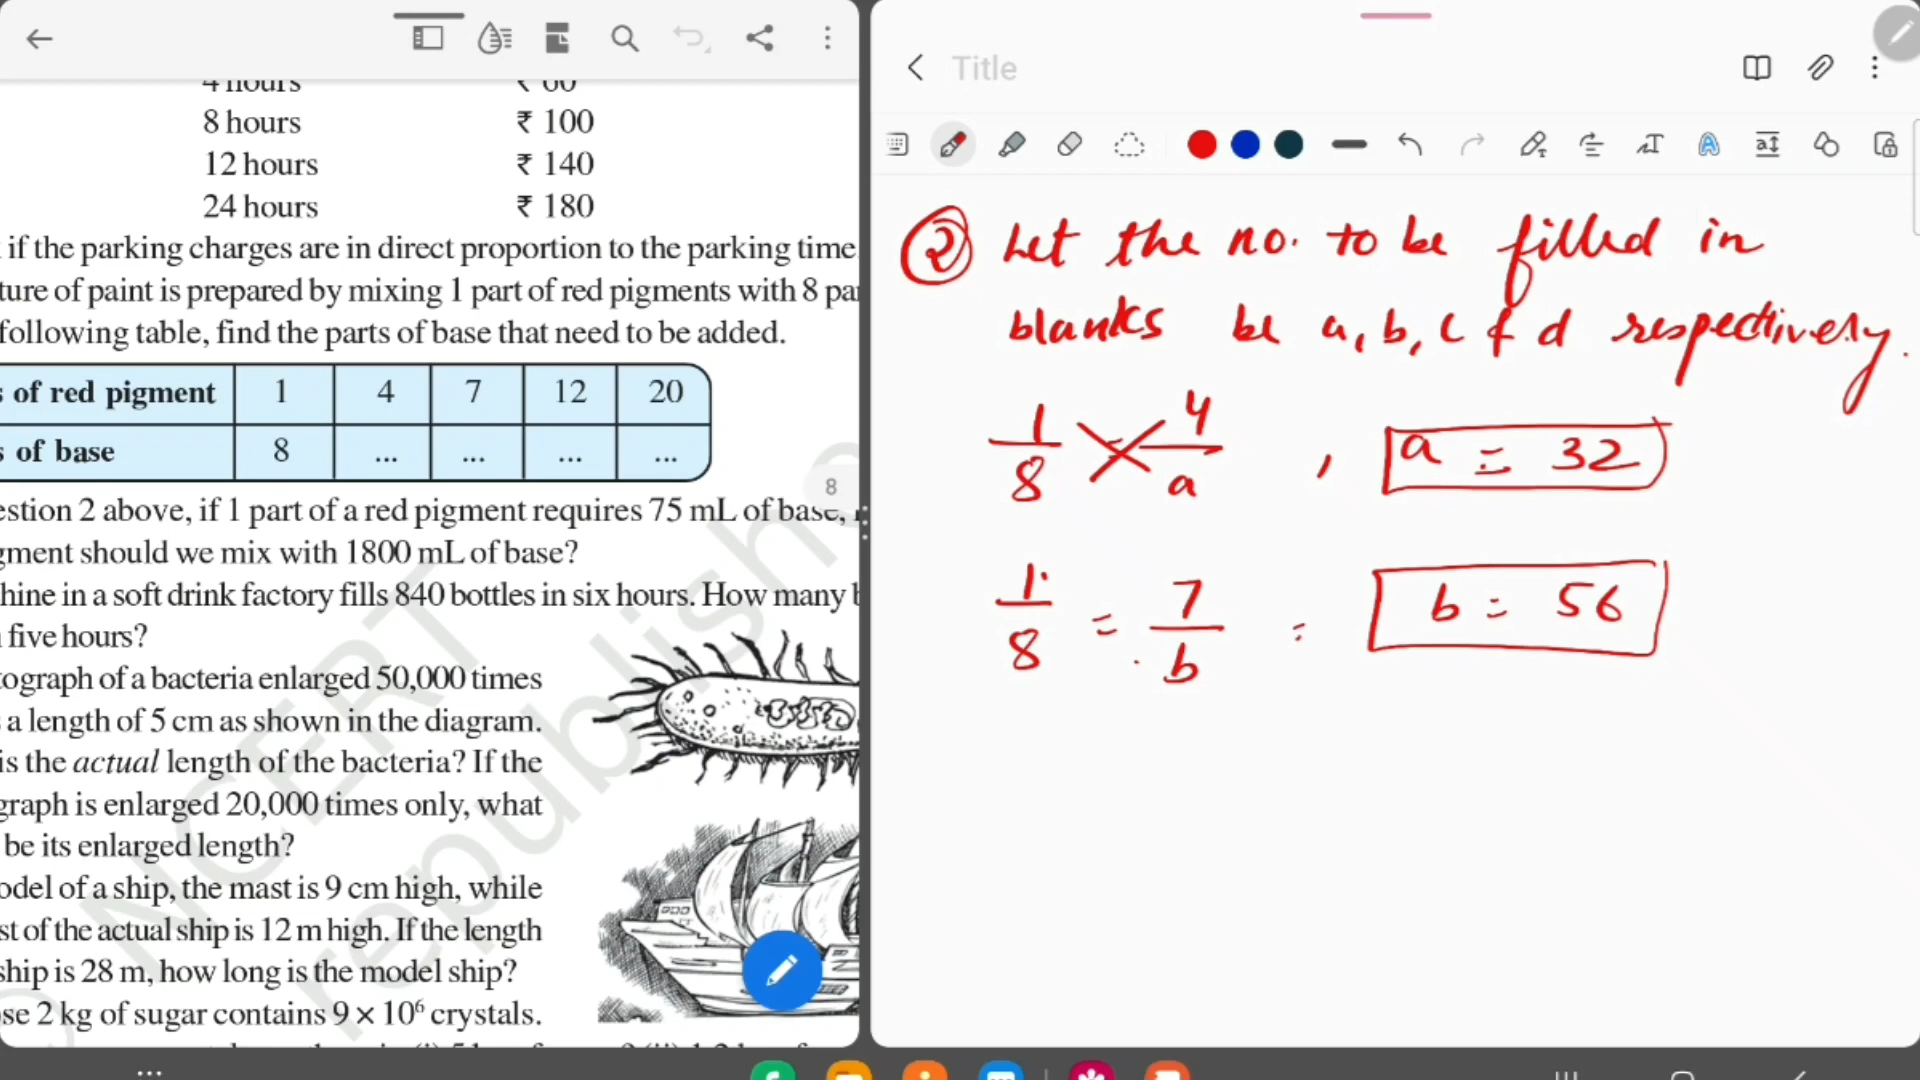 4 hours ₹ 60
8 hours ₹ 100
12 hours ₹ 140
24 hours ₹ 180
if the parking charges are in direct proportion to the parking time
ture of paint is prepared by mixing 1 part of red pigments with 8 pa
following table, find the parts of base that need to be added.
s of red pigment 1 4 7 12 20
s of base 8 ... ... ... ...
8
estion 2 above, if 1 part of a red pigment requires 75 mL of base,
gment should we mix with 1800 mL of base?
hine in a soft drink factory fills 840 bottles in six hours. How many b
five hours?
tograph of a bacteria enlarged 50,000 times
s a length of 5 cm as shown in the diagram.
is the actual length of the bacteria? If the
graph is enlarged 20,000 times only, what
be its enlarged length?
odel of a ship, the mast is 9 cm high, while
st of the actual ship is 12 m high. If the length
ship is 28 m, how long is the model ship?
se 2 kg of sugar contains 9 × 10⁶ crystals.
NCERT
republishe
Title
② Let the no. to be filled in
blanks be a, b, c & d respectively.
1/8 = 4/a , a = 32
1/8 = 7/b = b = 56